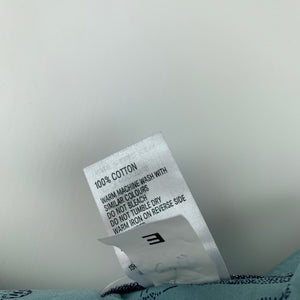 100% COTTON
WARM MACHINE WASH WITH
SIMILAR COLOURS
DO NOT BLEACH
DO NOT TUMBLE DRY
WARM IRON ON REVERSE SIDE